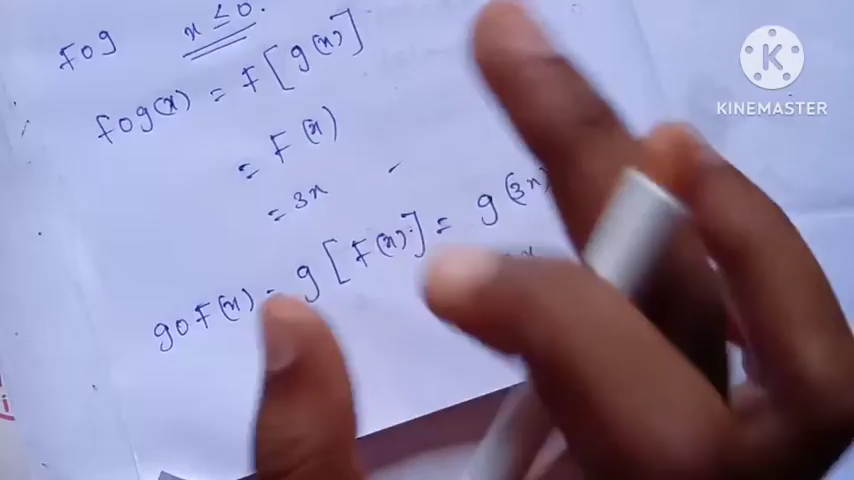 fog x ≤ 0.
fog(x) = F[g(x)]
= F(x)
= 3x
gof(x) = g[F(x)] = g(3x)
x
K
KINEMASTER